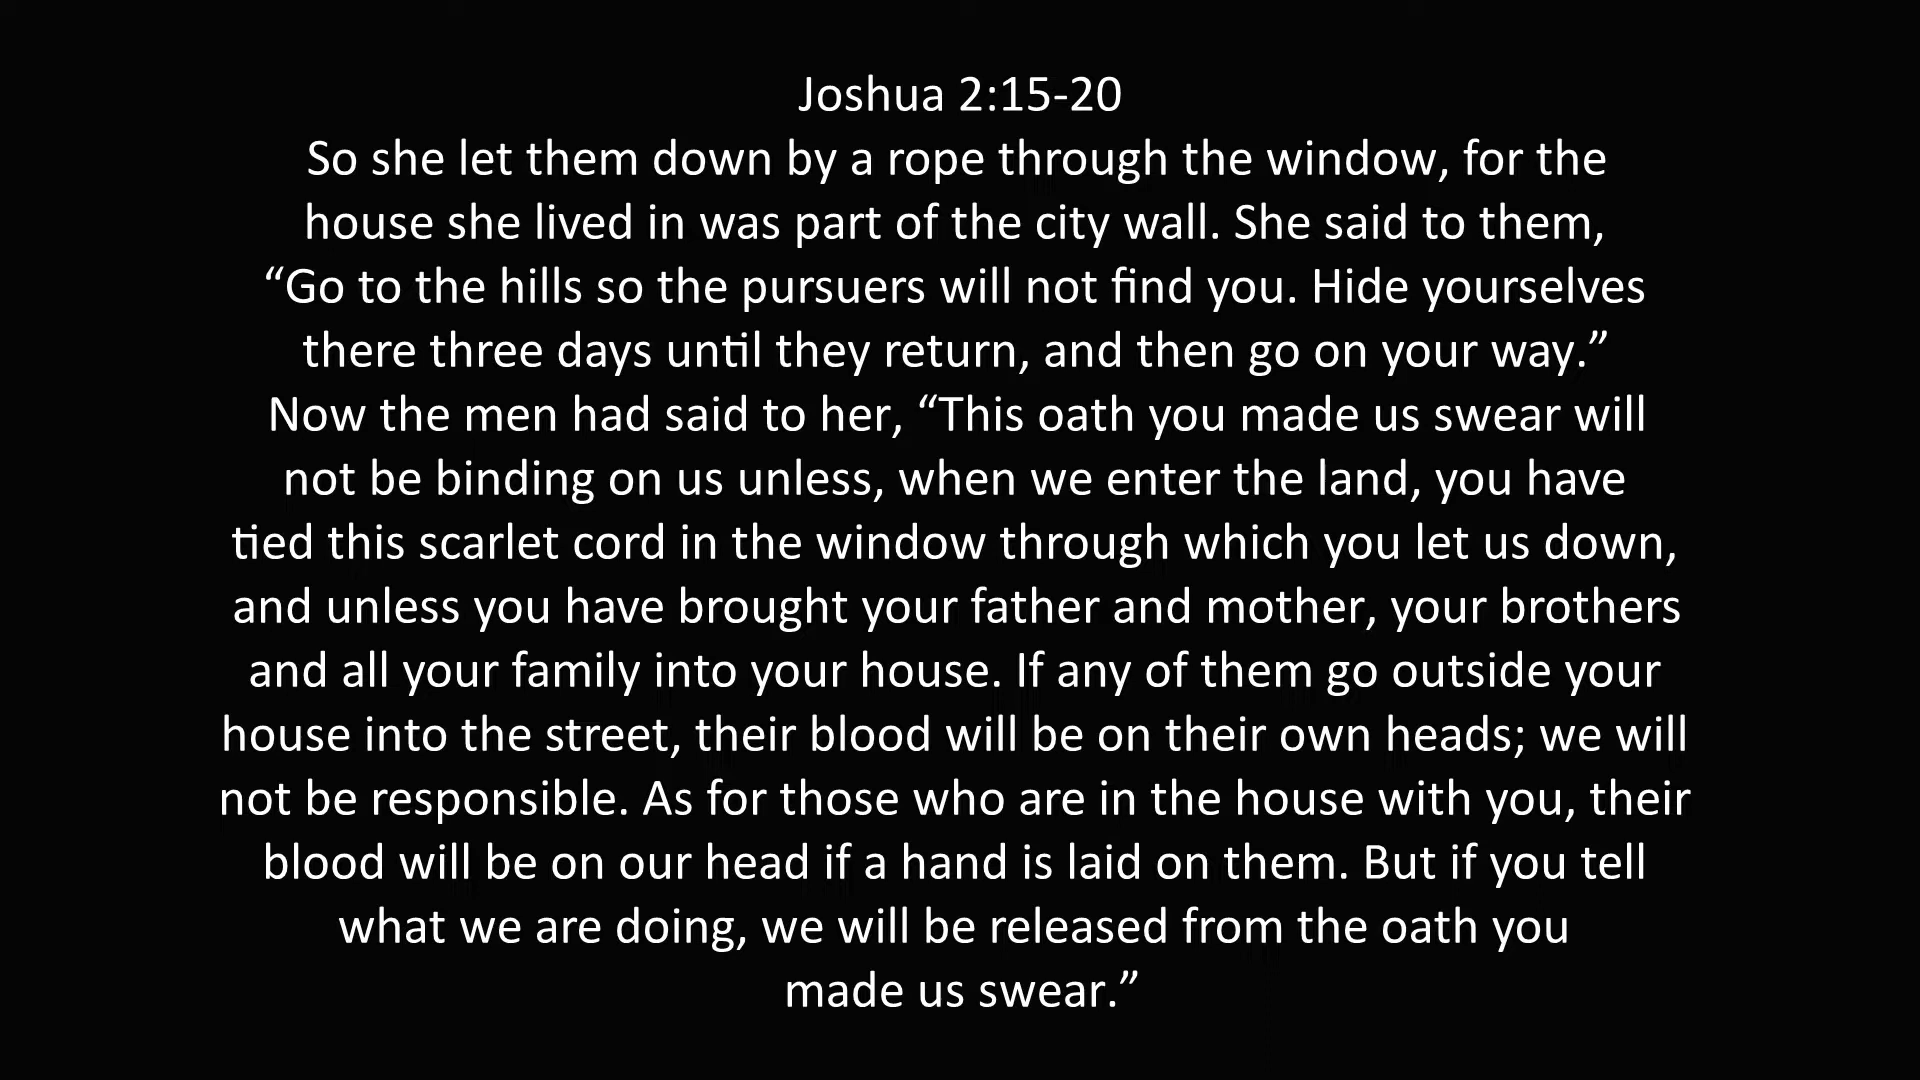 Joshua 2:15-20
So she let them down by a rope through the window, for the
house she lived in was part of the city wall. She said to them,
“Go to the hills so the pursuers will not find you. Hide yourselves
there three days until they return, and then go on your way.”
Now the men had said to her, “This oath you made us swear will
not be binding on us unless, when we enter the land, you have
tied this scarlet cord in the window through which you let us down,
and unless you have brought your father and mother, your brothers
and all your family into your house. If any of them go outside your
house into the street, their blood will be on their own heads; we will
not be responsible. As for those who are in the house with you, their
blood will be on our head if a hand is laid on them. But if you tell
what we are doing, we will be released from the oath you
made us swear.”